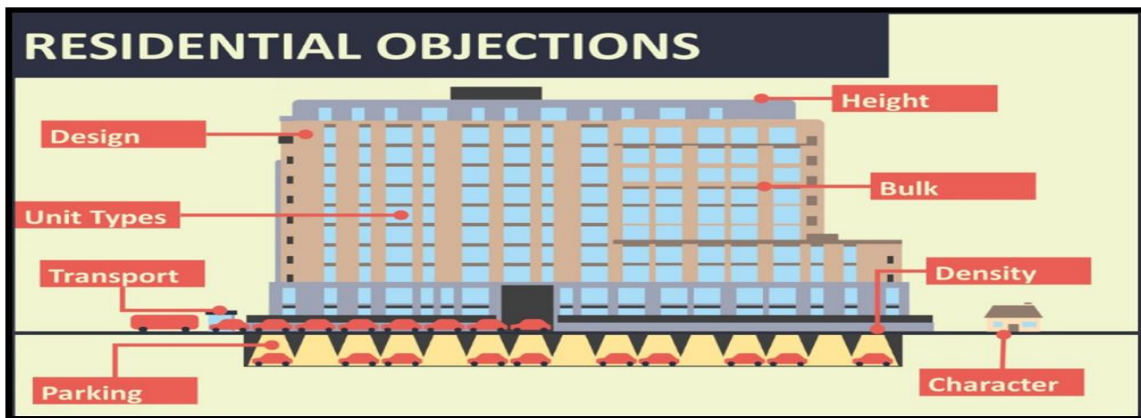 RESIDENTIAL OBJECTIONS
Height
Design
Bulk
Unit Types
Transport
Density
Parking
Character